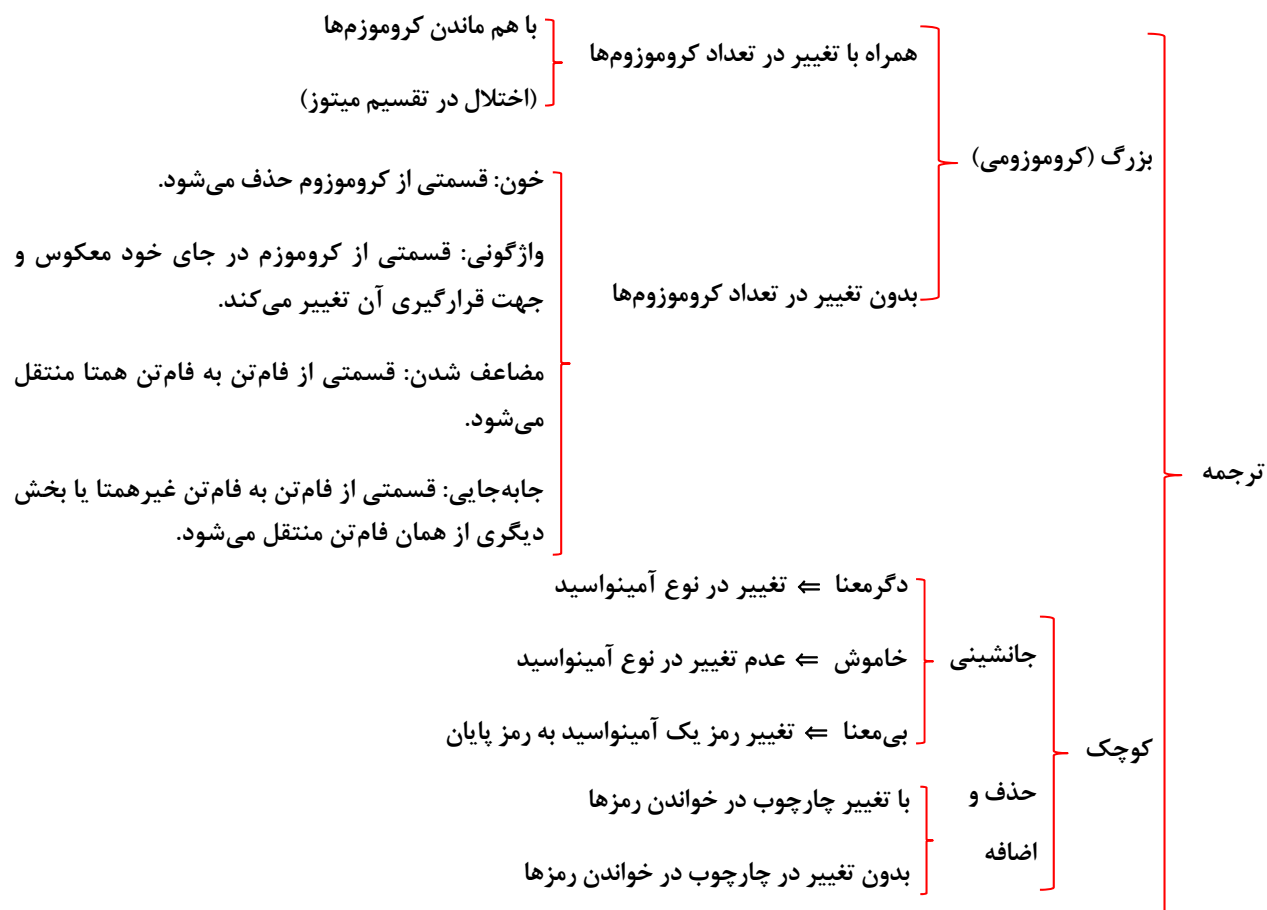 ترجمه
بزرگ (کروموزومی)
همراه با تغییر در تعداد کروموزوم‌ها
با هم ماندن کروموزم‌ها
(اختلال در تقسیم میتوز)
بدون تغییر در تعداد کروموزوم‌ها
خون: قسمتی از کروموزوم حذف می‌شود.
واژگونی: قسمتی از کروموزم در جای خود معکوس و
جهت قرارگیری آن تغییر می‌کند.
مضاعف شدن: قسمتی از فام‌تن به فام‌تن همتا منتقل
می‌شود.
جابه‌جایی: قسمتی از فام‌تن به فام‌تن غیرهمتا یا بخش
دیگری از همان فام‌تن منتقل می‌شود.
کوچک
جانشینی
دگرمعنا ⇐ تغییر در نوع آمینواسید
خاموش ⇐ عدم تغییر در نوع آمینواسید
بی‌معنا ⇐ تغییر رمز یک آمینواسید به رمز پایان
حذف و
اضافه
با تغییر چارچوب در خواندن رمزها
بدون تغییر در چارچوب در خواندن رمزها